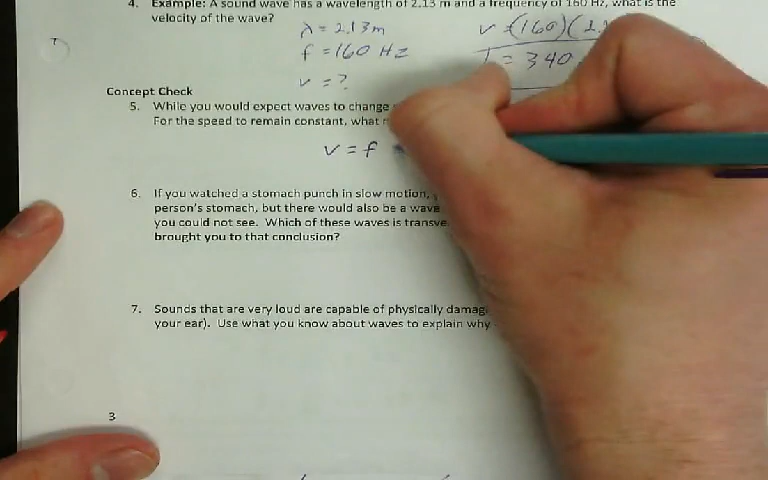 4. Example: A sound wave has a wavelength of 2.13 m and a frequency of 160 Hz, what is the
velocity of the wave?
λ = 2.13m
f = 160 Hz
v = ?
v = (160)(2.
= 340
Concept Check
5. While you would expect waves to change
For the speed to remain constant, what
v = f
6. If you watched a stomach punch in slow motion,
person's stomach, but there would also be a wave
you could not see. Which of these waves is
brought you to that conclusion?
7. Sounds that are very loud are capable of physically
your ear). Use what you know about waves to explain why
3